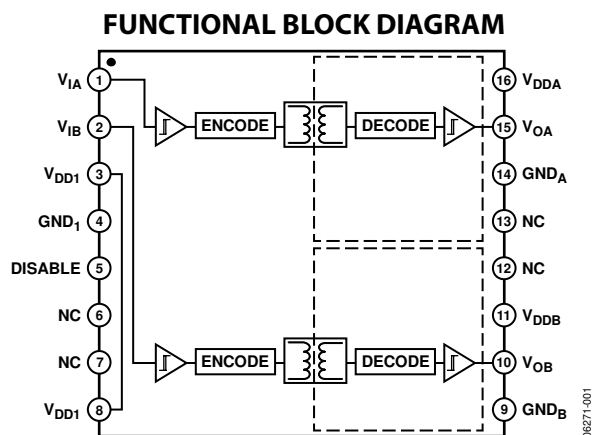 FUNCTIONAL BLOCK DIAGRAM
VIA 1
VIB 2
VDD1 3
GND1 4
DISABLE 5
NC 6
NC 7
VDD1 8
ENCODE
DECODE
ENCODE
DECODE
16 VDDA
15 VOA
14 GNDA
13 NC
12 NC
11 VDDB
10 VOB
9 GNDB
06271-001